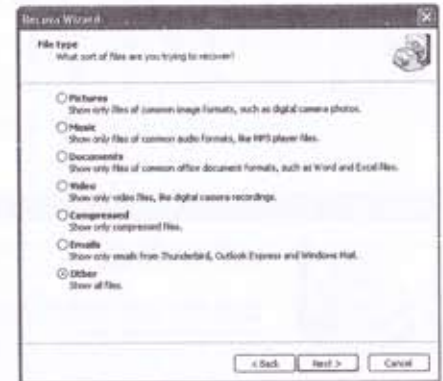 Recuva Wizard
File type
What sort of files are you trying to recover?
Pictures
Show only files of common image formats, such as digital camera photos.
Music
Show only files of common audio formats, like MP3 player files.
Documents
Show only files of common office document formats, such as Word and Excel files.
Video
Show only video files, like digital camera recordings.
Compressed
Show only compressed files.
Emails
Show only emails from Thunderbird, Outlook Express and Windows Mail.
Other
Show all files.
< Back
Next >
Cancel